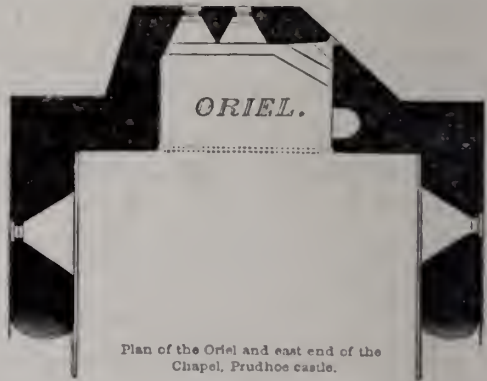 ORIEL.
Plan of the Oriel and east end of the
Chapel, Prudhoe castle.